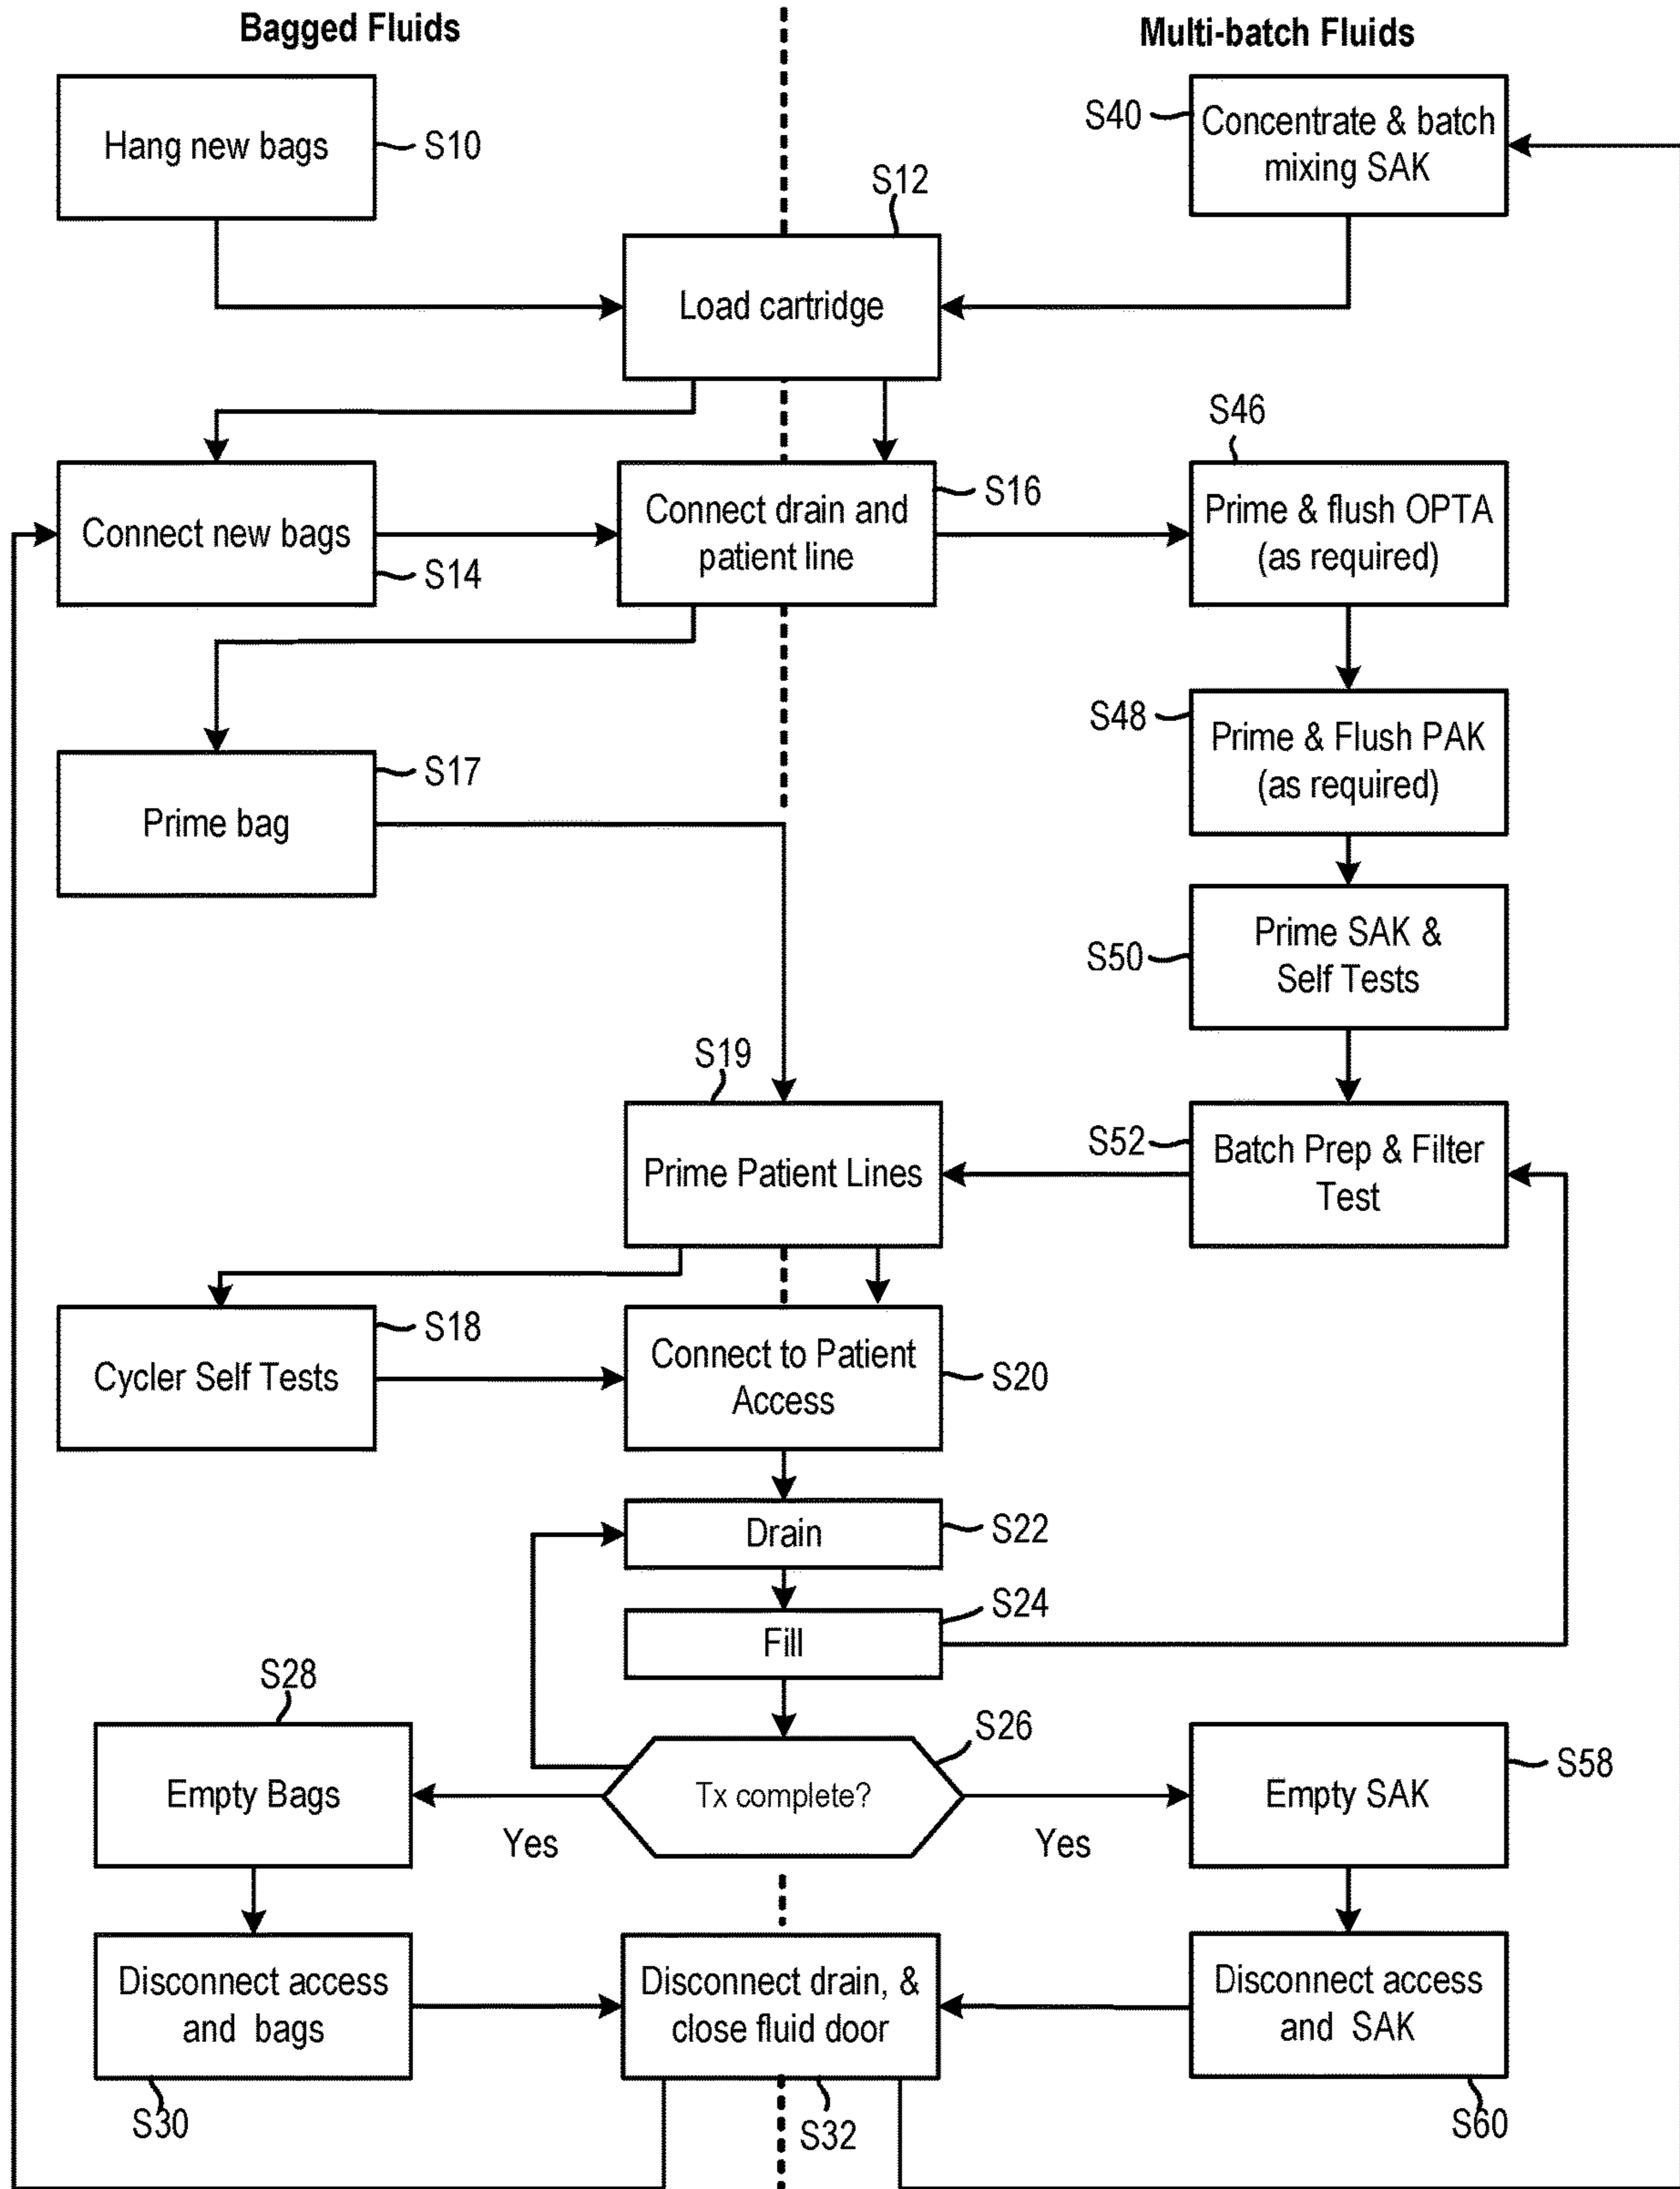 Bagged Fluids
Multi-batch Fluids
Hang new bags
S10
S40
Concentrate & batch
mixing SAK
S12
Load cartridge
S46
Connect new bags
S14
Connect drain and
patient line
S16
Prime & flush OPTA
(as required)
S48
Prime & Flush PAK
(as required)
Prime bag
S17
S50
Prime SAK &
Self Tests
S19
Prime Patient Lines
S52
Batch Prep & Filter
Test
Cycler Self Tests
S18
Connect to Patient
Access
S20
Drain
S22
Fill
S24
S28
Empty Bags
Yes
Tx complete?
S26
Yes
Empty SAK
S58
Disconnect access
and bags
S30
Disconnect drain, &
close fluid door
S32
Disconnect access
and SAK
S60